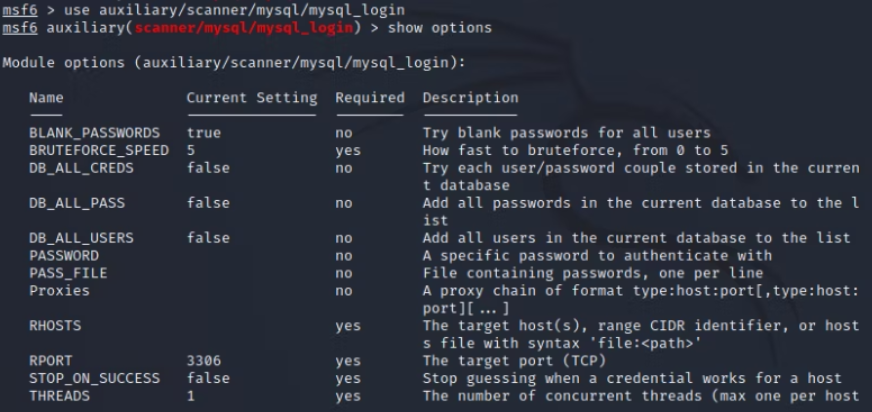 msf6 > use auxiliary/scanner/mysql/mysql_login
msf6 auxiliary(scanner/mysql/mysql_login) > show options
Module options (auxiliary/scanner/mysql/mysql_login):
Name Current Setting Required Description
BLANK_PASSWORDS true no Try blank passwords for all users
BRUTEFORCE_SPEED 5 yes How fast to bruteforce, from 0 to 5
DB_ALL_CREDS false no Try each user/password couple stored in the curren
t database
DB_ALL_PASS false no Add all passwords in the current database to the l
ist
DB_ALL_USERS false no Add all users in the current database to the list
PASSWORD no A specific password to authenticate with
PASS_FILE no File containing passwords, one per line
Proxies no A proxy chain of format type:host:port[,type:host:
port][ ... ]
RHOSTS yes The target host(s), range CIDR identifier, or host
s file with syntax 'file:<path>'
RPORT 3306 yes The target port (TCP)
STOP_ON_SUCCESS false yes Stop guessing when a credential works for a host
THREADS 1 yes The number of concurrent threads (max one per host